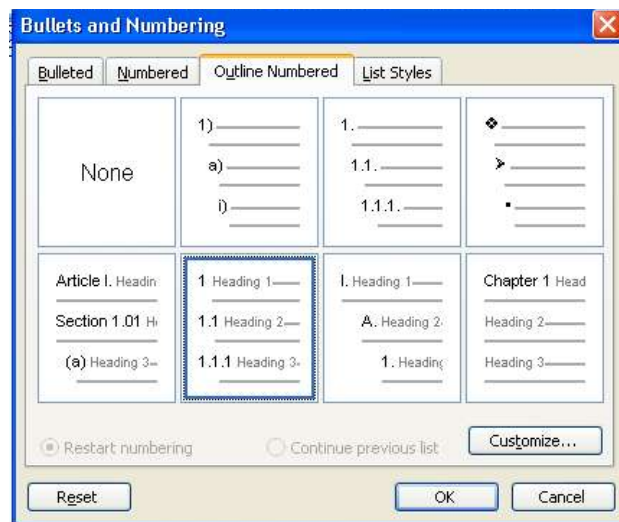 Bullets and Numbering
Bulleted Numbered Outline Numbered List Styles
None
1)
a)
i)
1.
1.1.
1.1.1.
Article I. Headin
Section 1.01 H
(a) Heading 3
1 Heading 1
1.1 Heading 2
1.1.1 Heading 3
I. Heading 1
A. Heading 2
1. Heading
Chapter 1 Head
Heading 2
Heading 3
Restart numbering Continue previous list Customize...
Reset OK Cancel